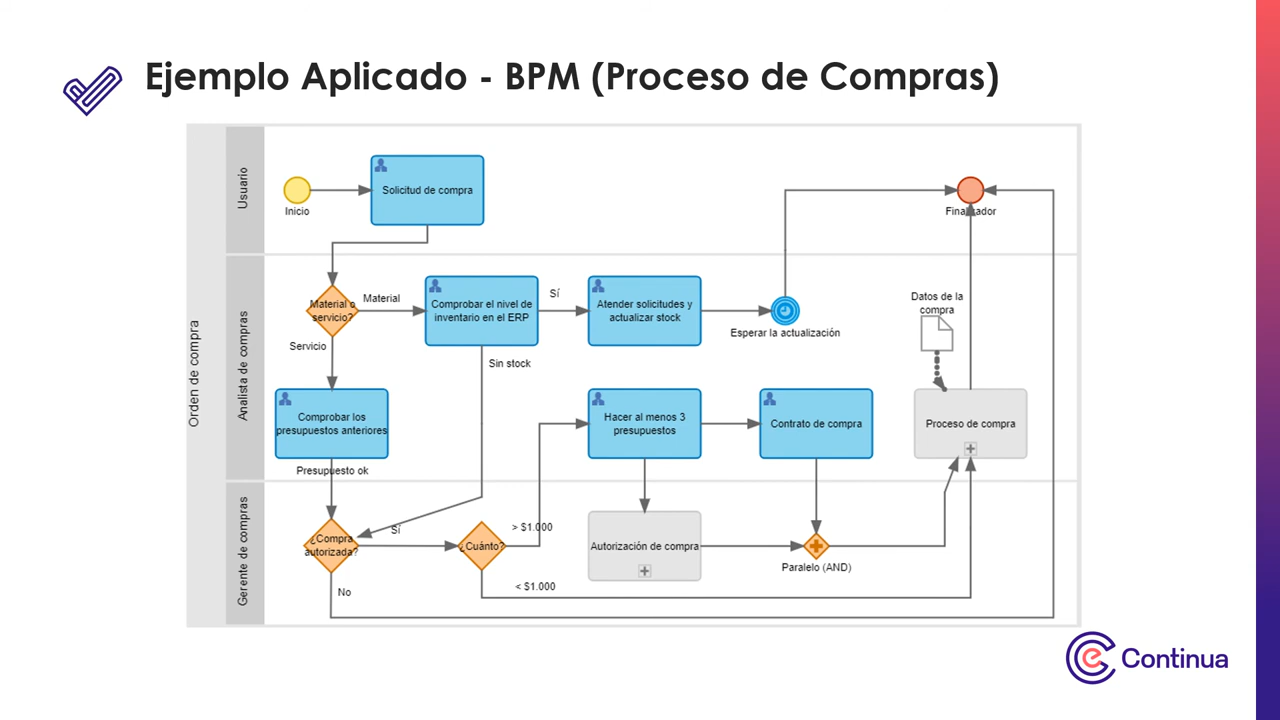 Ejemplo Aplicado - BPM (Proceso de Compras)
Orden de compra
Usuario
Inicio
Solicitud de compra
Finalizador
Analista de compras
Material o
servicio?
Material
Servicio
Comprobar el nivel de
inventario en el ERP
Sí
Sin stock
Atender solicitudes y
actualizar stock
Esperar la actualización
Datos de la
compra
Comprobar los
presupuestos anteriores
Presupuesto ok
Hacer al menos 3
presupuestos
Contrato de compra
Proceso de compra
Gerente de compras
¿Compra
autorizada?
Sí
No
¿Cuánto?
> $1.000
< $1.000
Autorización de compra
Paralelo (AND)
e Continua